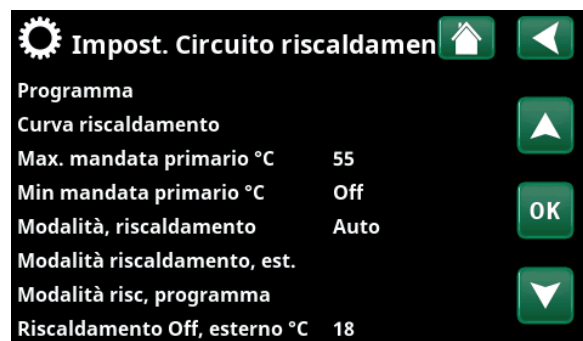 Impost. Circuito riscaldamen
Programma
Curva riscaldamento
Max. mandata primario °C 55
Min mandata primario °C Off
Modalità, riscaldamento Auto
OK
Modalità riscaldamento, est.
Modalità risc, programma
Riscaldamento Off, esterno °C 18